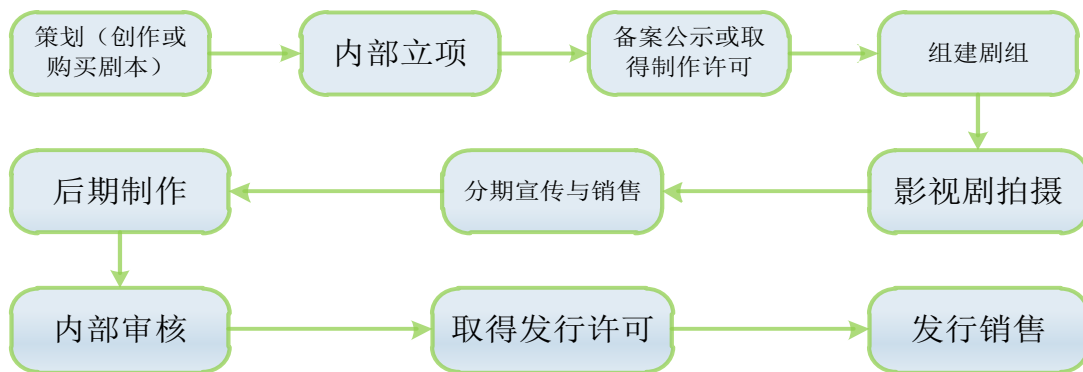 策划（创作或
购买剧本）
内部立项
备案公示或取
得制作许可
组建剧组
影视剧拍摄
分期宣传与销售
后期制作
内部审核
取得发行许可
发行销售